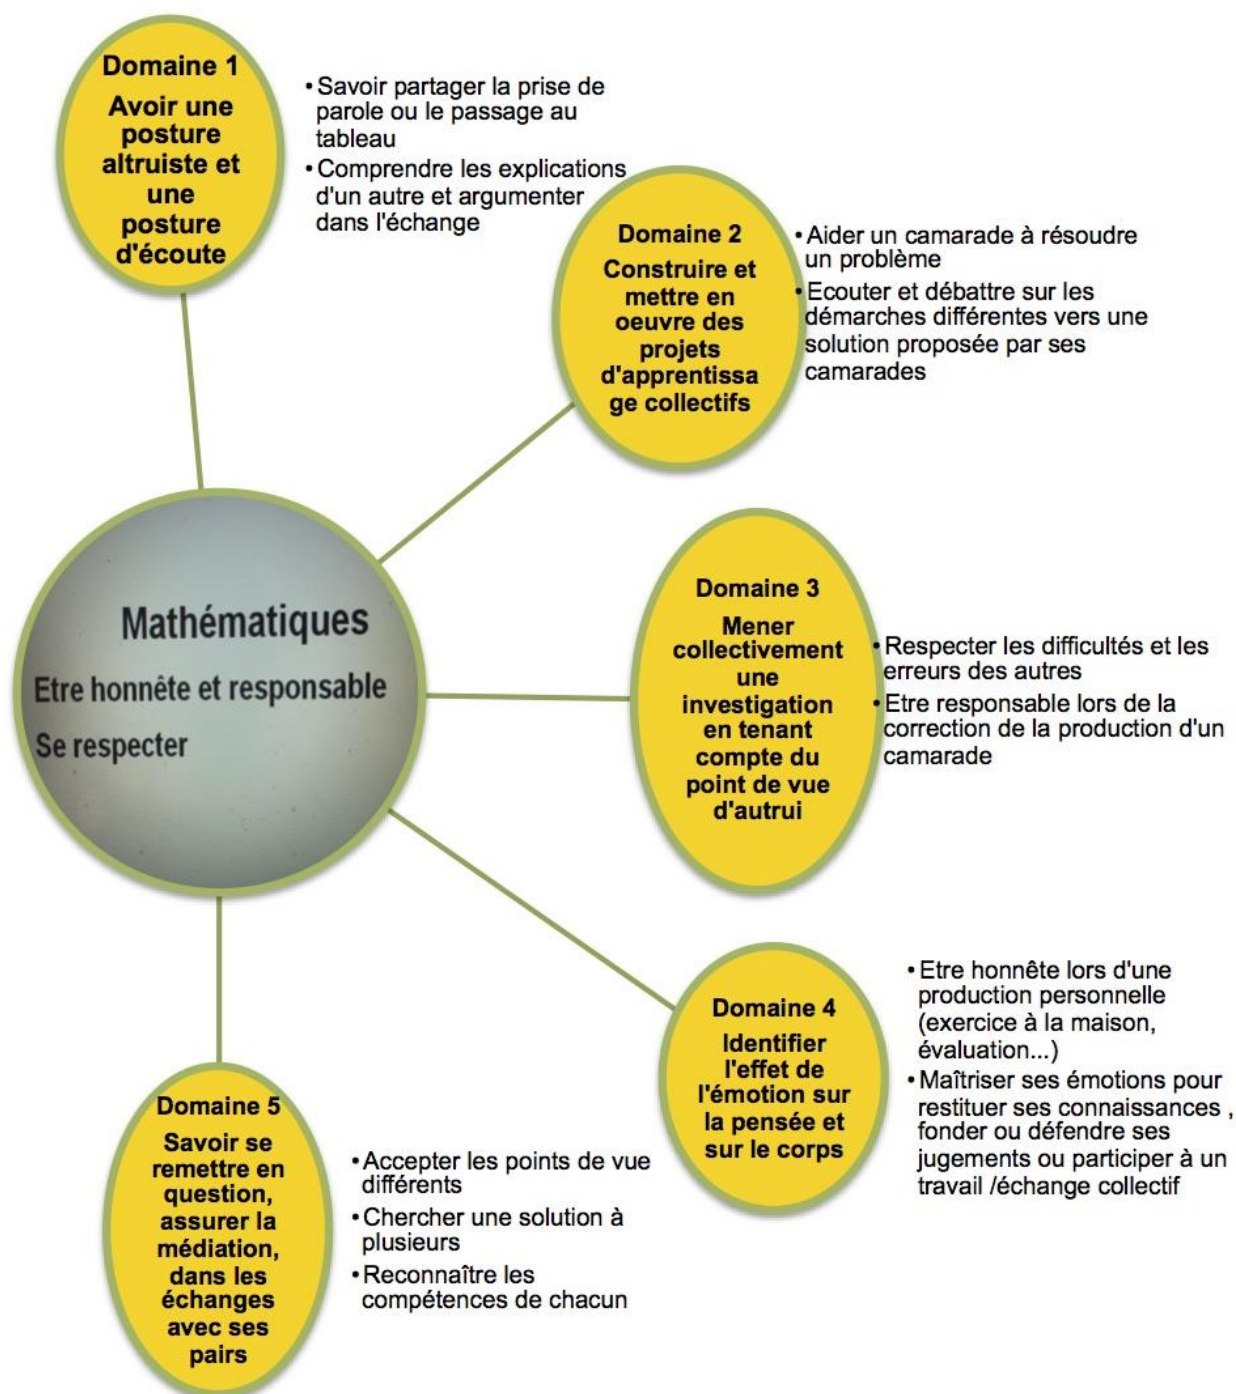 Domaine 1
Avoir une
posture
altruiste et
une
posture
d'écoute
• Savoir partager la prise de
parole ou le passage au
tableau
• Comprendre les explications
d'un autre et argumenter
dans l'échange
Domaine 2
Construire et
mettre en
oeuvre des
projets
d'apprentissa
ge collectifs
• Aider un camarade à résoudre
un problème
• Ecouter et débattre sur les
démarches différentes vers une
solution proposée par ses
camarades
Mathématiques
Etre honnête et responsable
Se respecter
Domaine 3
Mener
collectivement
une
investigation
en tenant
compte du
point de vue
d'autrui
• Respecter les difficultés et les
erreurs des autres
• Etre responsable lors de la
correction de la production d'un
camarade
Domaine 4
Identifier
l'effet de
l'émotion sur
la pensée et
sur le corps
• Etre honnête lors d'une
production personnelle
(exercice à la maison,
évaluation...)
• Maîtriser ses émotions pour
restituer ses connaissances ,
fonder ou défendre ses
jugements ou participer à un
travail /échange collectif
Domaine 5
Savoir se
remettre en
question,
assurer la
médiation,
dans les
échanges
avec ses
pairs
• Accepter les points de vue
différents
• Chercher une solution à
plusieurs
• Reconnaître les
compétences de chacun